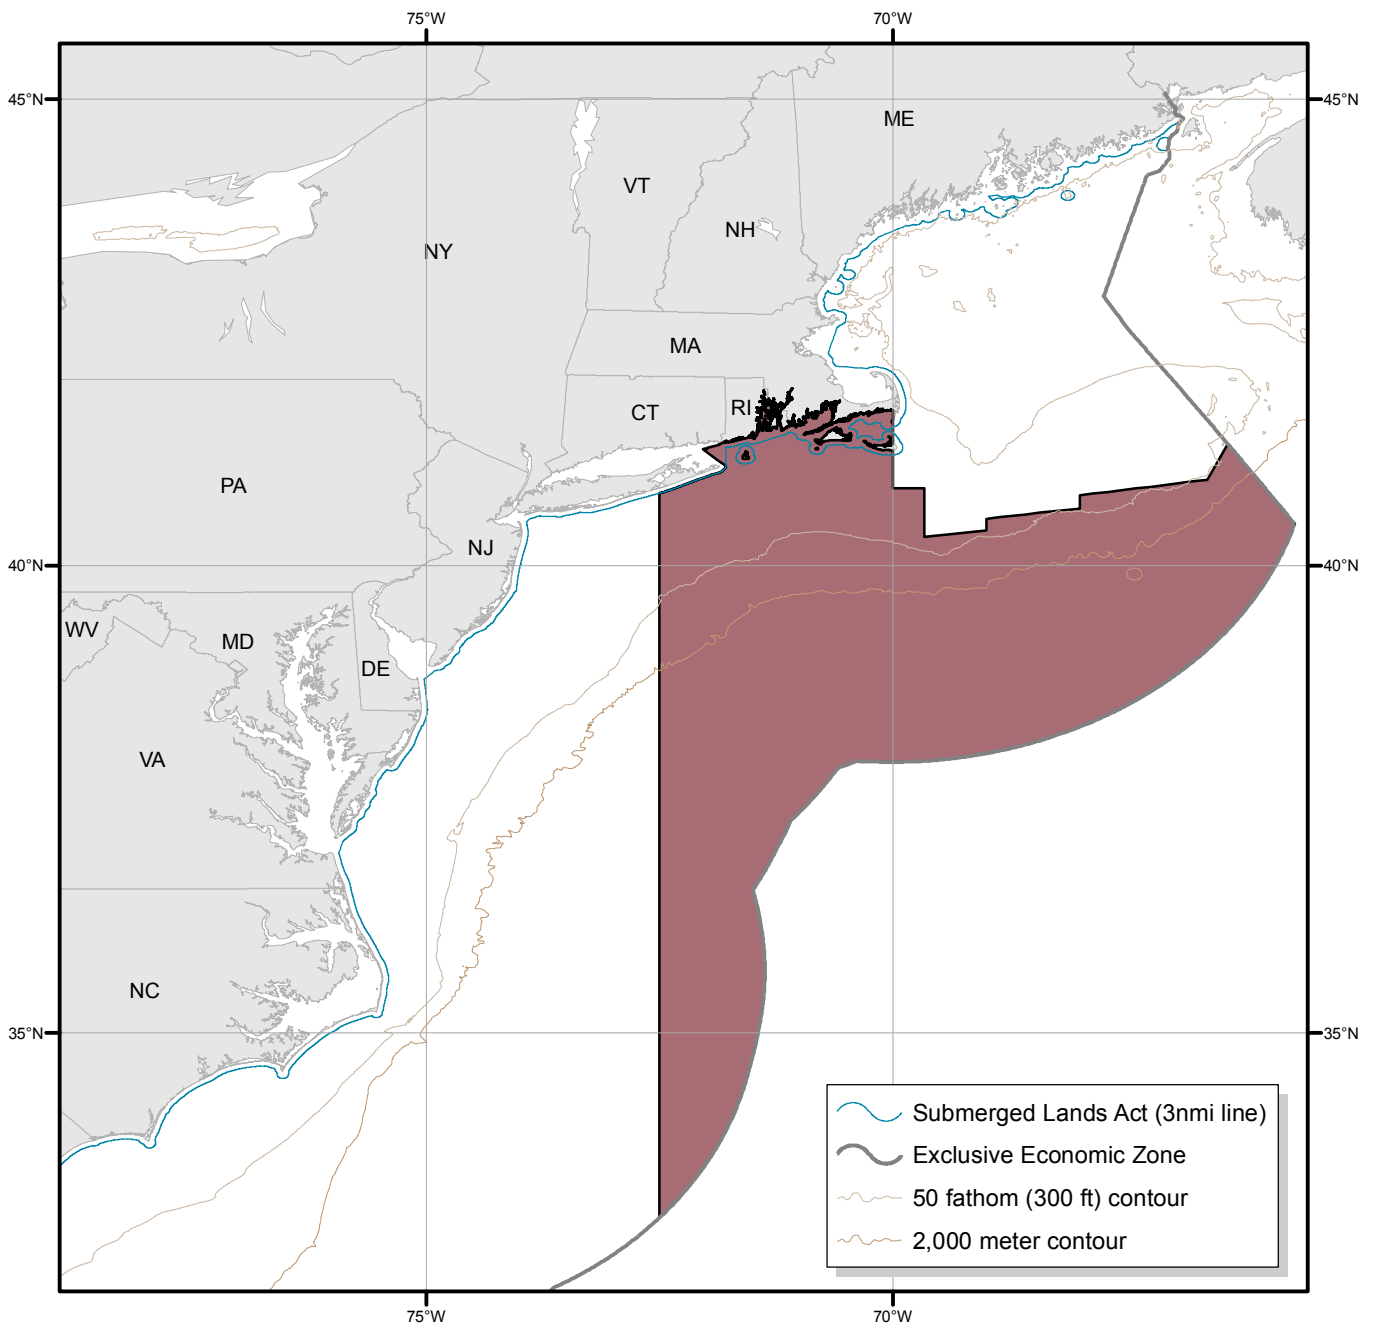 75°W
70°W
45°N
45°N
ME
VT
NH
NY
MA
RI
CT
PA
NJ
40°N
40°N
WV
MD
DE
VA
NC
35°N
35°N
Submerged Lands Act (3nmi line)
Exclusive Economic Zone
50 fathom (300 ft) contour
2,000 meter contour
75°W
70°W